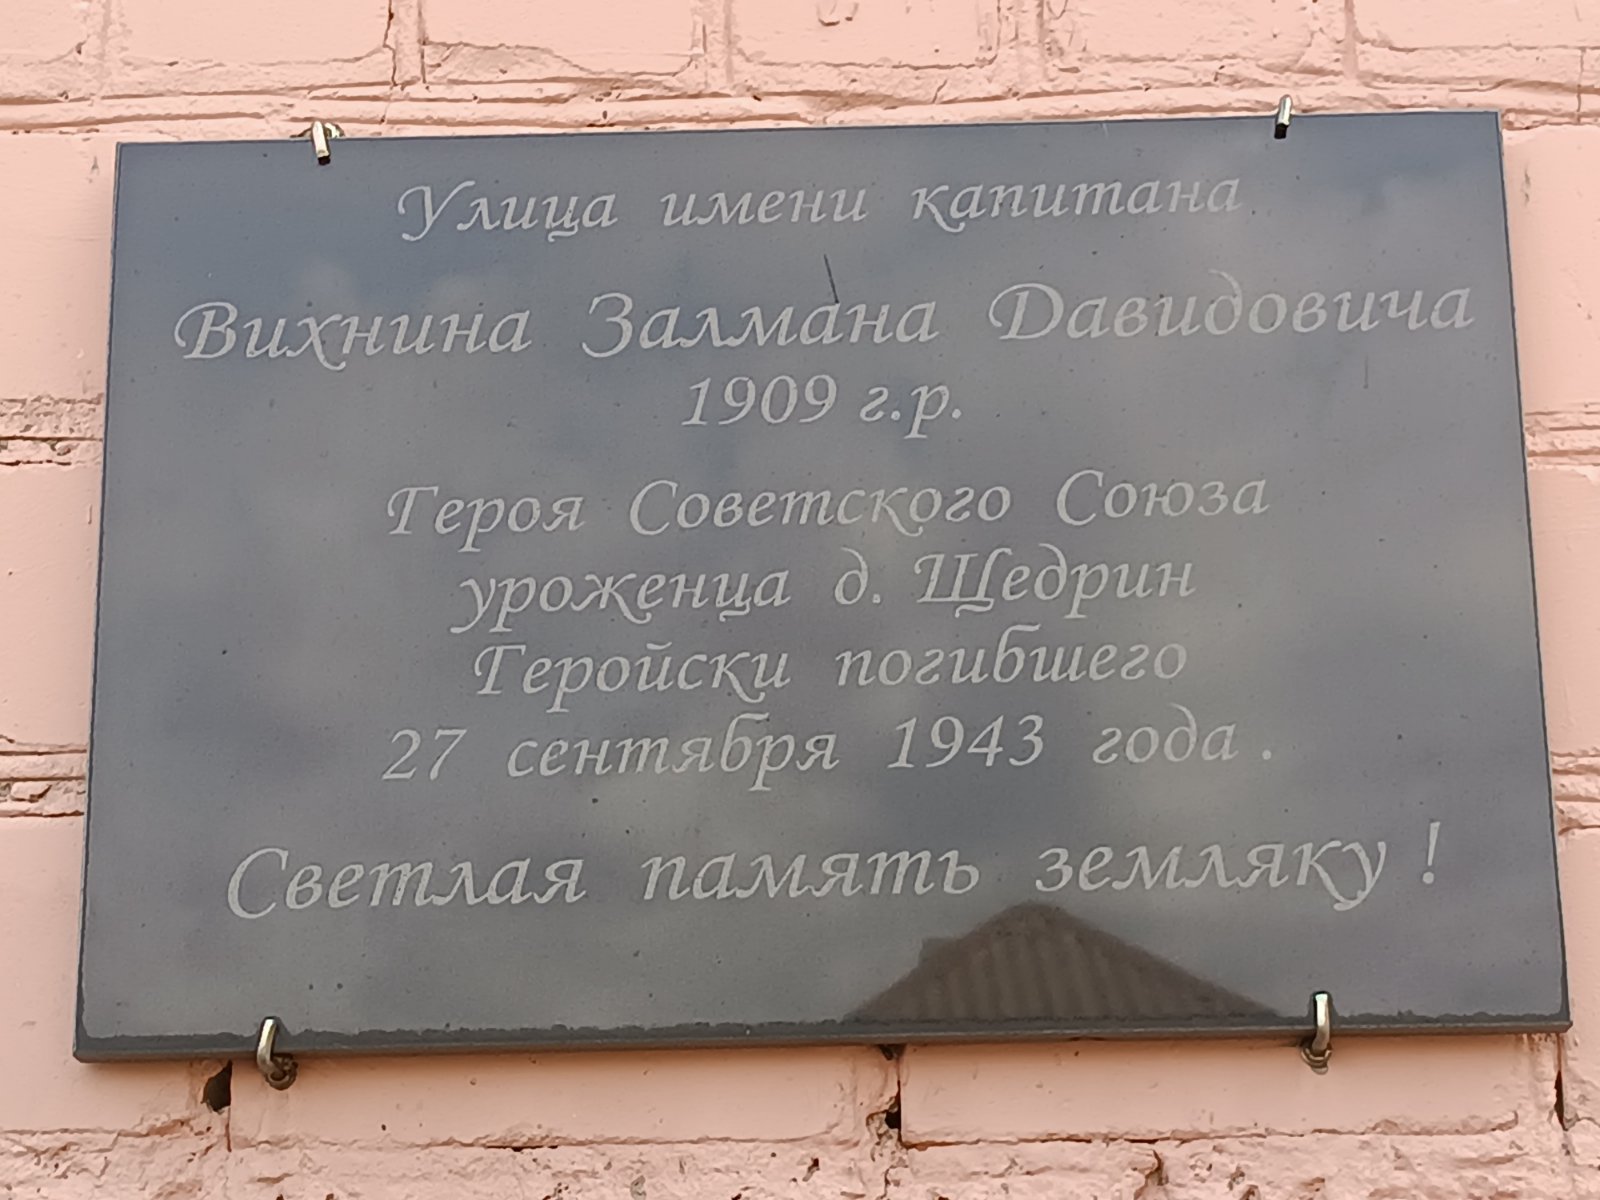 Улица имени капитана
Вихнина Залмана Давидовича
1909 г.р.
Героя Советского Союза
уроженца д. Щедрин
Геройски погибшего
27 сентября 1943 года .
Светлая память земляку !